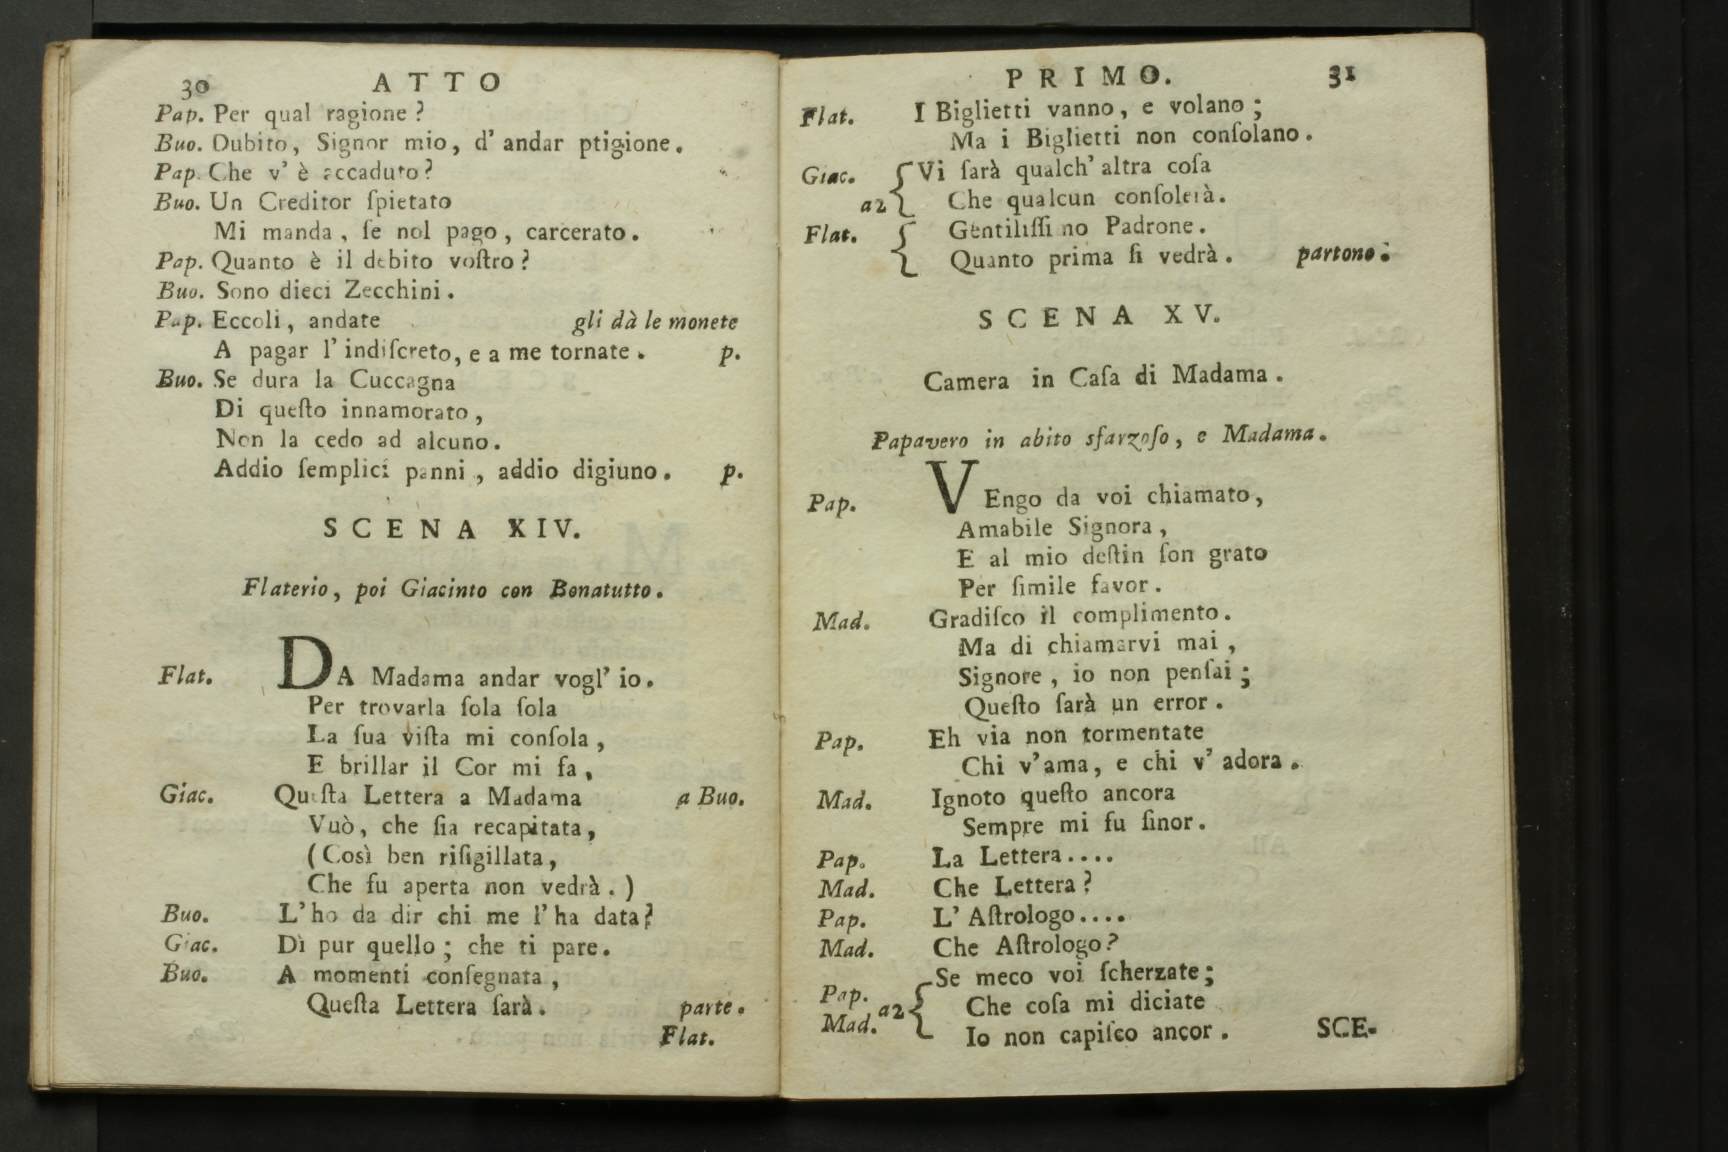 30 ATTO
Pap. Per qual ragione?
Buo. Dubito, Signor mio, d' andar ptigione.
Pap. Che v' è accaduto?
Buo. Un Creditor ſpietato
Mi manda, ſe nol pago, carcerato.
Pap. Quanto è il debito voſtro?
Buo. Sono dieci Zecchini.
Pap. Eccoli, andate gli dà le monete
A pagar l' indiſcreto, e a me tornate. p.
Buo. Se dura la Cuccagna
Di queſto innamorato,
Non la cedo ad alcuno.
Addio ſemplici panni, addio digiuno. p.
SCENA XIV.
Flaterio, poi Giacinto con Bonatutto.
Flat. DA Madama andar vogl' io.
Per trovarla ſola ſola
La ſua viſta mi conſola,
E brillar il Cor mi fa,
Giac. Queſta Lettera a Madama a Buo.
Vuò, che ſia recapitata,
(Così ben riſigillata,
Che fu aperta non vedrà.)
Buo. L' ho da dir chi me l' ha data?
Giac. Dì pur quello; che ti pare.
Buo. A momenti conſegnata,
Queſta Lettera ſarà. parte.
Flat.
PRIMO. 31
Flat. I Biglietti vanno, e volano;
Ma i Biglietti non conſolano.
Giac. Vi ſarà qualch' altra coſa
a2 Che qualcun conſolerà.
Flat. Gentiliſſimo Padrone.
Quanto prima ſi vedrà. partono.
SCENA XV.
Camera in Caſa di Madama.
Papavero in abito sfarzoſo, e Madama.
Pap. VEngo da voi chiamato,
Amabile Signora,
E al mio deſtin ſon grato
Per ſimile favor.
Mad. Gradiſco il complimento.
Ma di chiamarvi mai,
Signore, io non penſai;
Queſto ſarà un error.
Pap. Eh via non tormentate
Chi v' ama, e chi v' adora.
Mad. Ignoto queſto ancora
Sempre mi fu ſinor.
Pap. La Lettera....
Mad. Che Lettera?
Pap. L' Aſtrologo....
Mad. Che Aſtrologo?
Se meco voi ſcherzate;
Pap. a2 Che coſa mi diciate
Mad. Io non capiſco ancor. SCE-